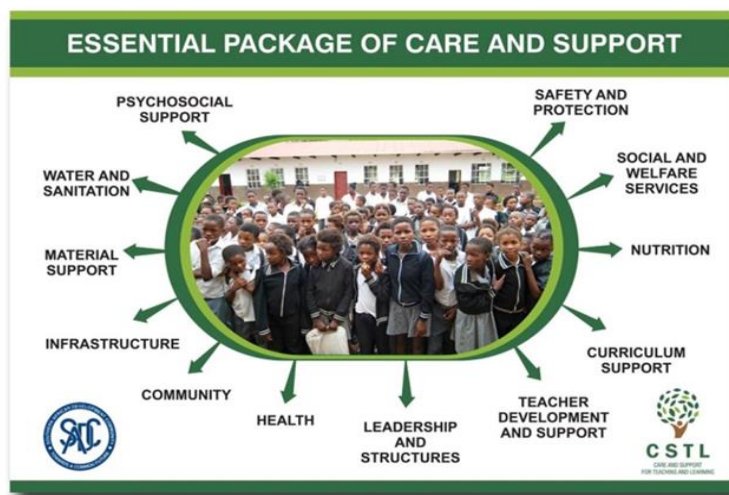 ESSENTIAL PACKAGE OF CARE AND SUPPORT
PSYCHOSOCIAL
SUPPORT
SAFETY AND
PROTECTION
WATER AND
SANITATION
SOCIAL AND
WELFARE
SERVICES
MATERIAL
SUPPORT
NUTRITION
INFRASTRUCTURE
CURRICULUM
SUPPORT
COMMUNITY
HEALTH
LEADERSHIP
AND
STRUCTURES
TEACHER
DEVELOPMENT
AND SUPPORT
SADC
CSTL
CARE AND SUPPORT
FOR TEACHING AND LEARNING